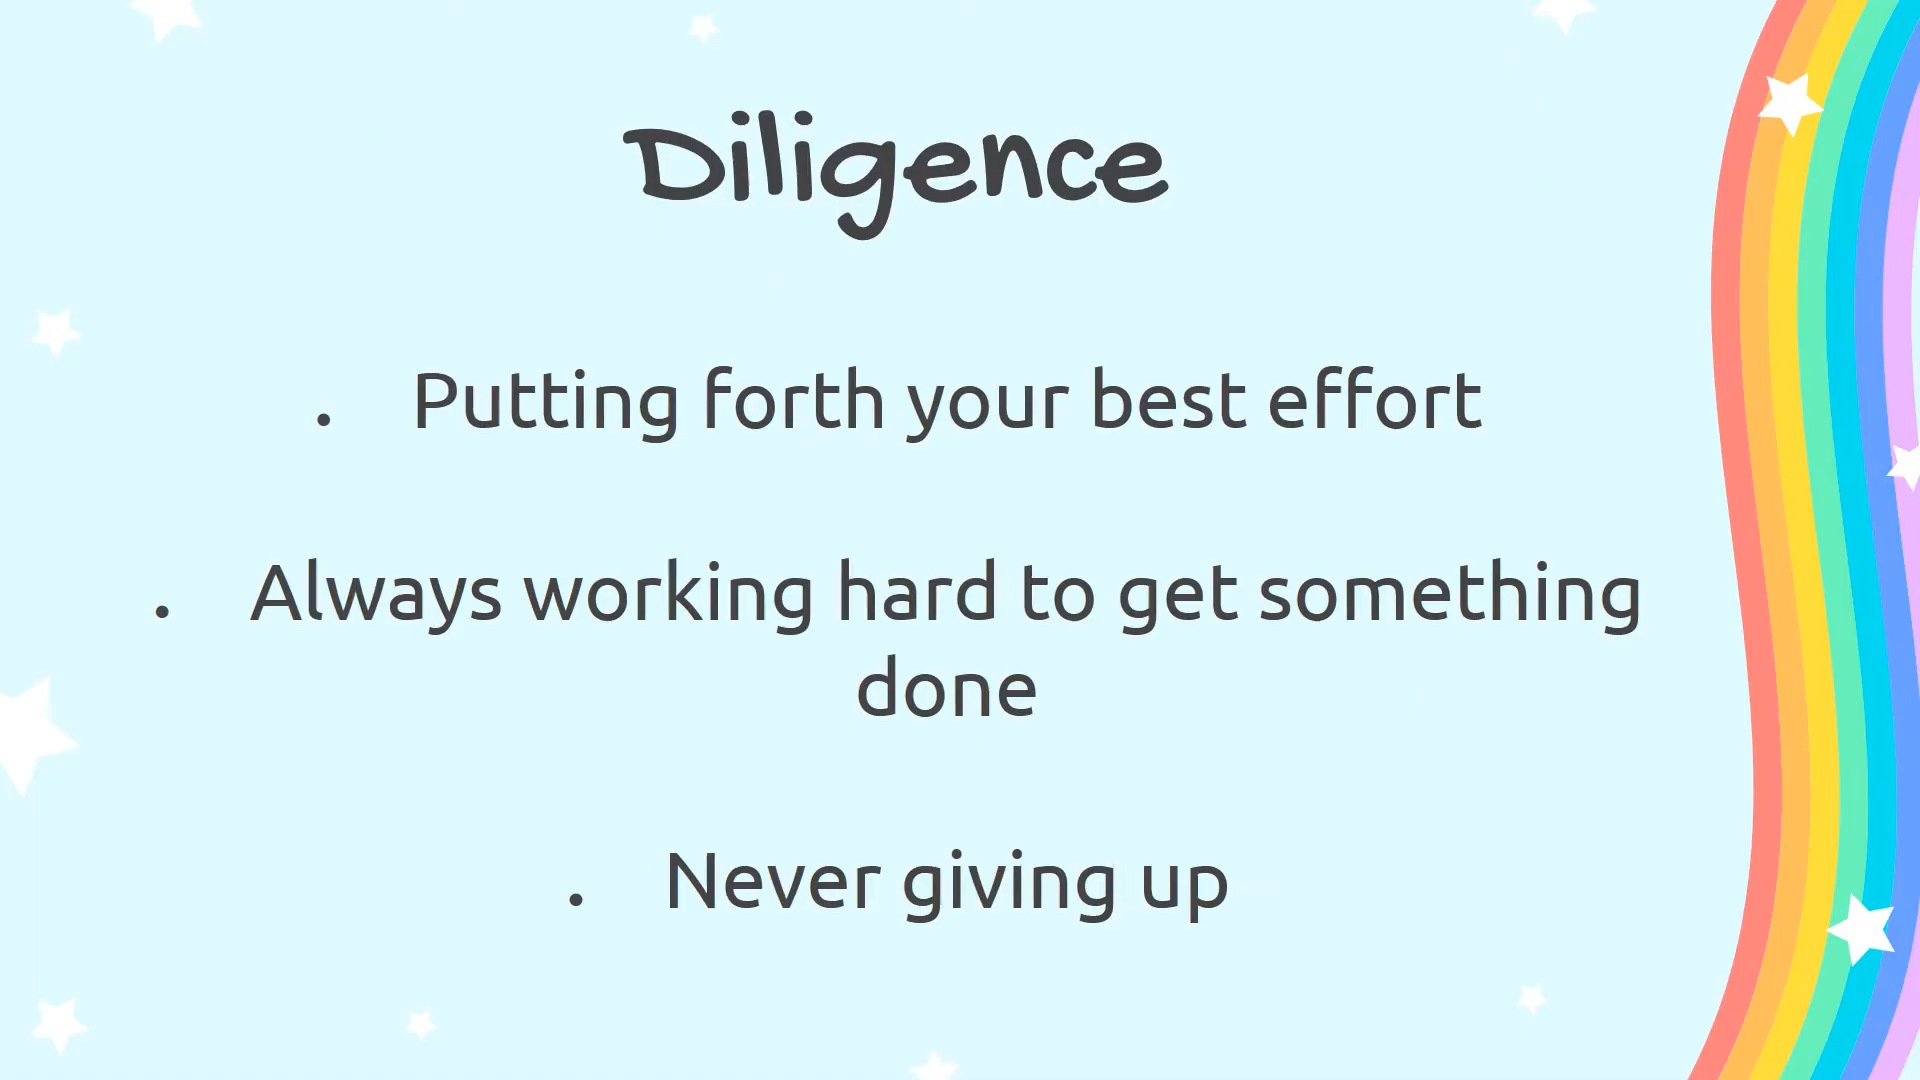 Diligence
• Putting forth your best effort
• Always working hard to get something
done
• Never giving up